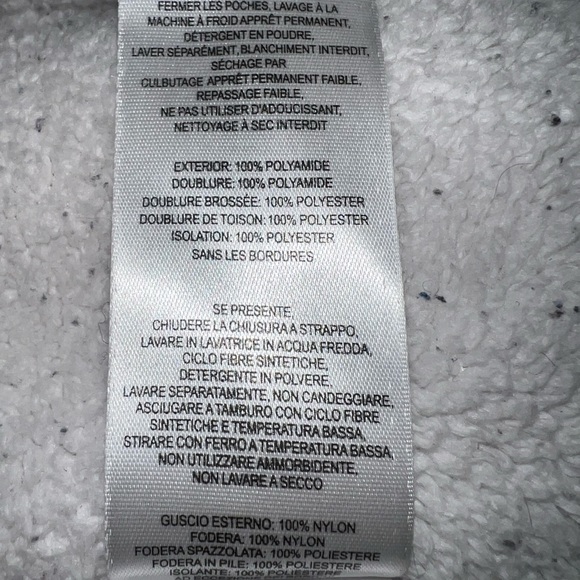 FERMER LES POCHES, LAVAGE À LA
MACHINE À FROID APPRÊT PERMANENT,
DÉTERGENT EN POUDRE,
LAVER SÉPARÉMENT, BLANCHIMENT INTERDIT,
SÉCHAGE PAR
CULBUTAGE APPRÊT PERMANENT FAIBLE,
REPASSAGE FAIBLE,
NE PAS UTILISER D'ADOUCISSANT,
NETTOYAGE À SEC INTERDIT
EXTERIOR: 100% POLYAMIDE
DOUBLURE: 100% POLYAMIDE
DOUBLURE BROSSÉE: 100% POLYESTER
DOUBLURE DE TOISON: 100% POLYESTER
ISOLATION: 100% POLYESTER
SANS LES BORDURES
SE PRESENTE,
CHIUDERE LA CHIUSURA A STRAPPO,
LAVARE IN LAVATRICE IN ACQUA FREDDA,
CICLO FIBRE SINTETICHE,
DETERGENTE IN POLVERE,
LAVARE SEPARATAMENTE, NON CANDEGGIARE,
ASCIUGARE A TAMBURO CON CICLO FIBRE
SINTETICHE E TEMPERATURA BASSA,
STIRARE CON FERRO A TEMPERATURA BASSA,
NON UTILIZZARE AMMORBIDENTE,
NON LAVARE A SECCO
GUSCIO ESTERNO: 100% NYLON
FODERA: 100% NYLON
FODERA SPAZZOLATA: 100% POLIESTERE
FODERA IN PILE: 100% POLIESTERE
ISOLANTE: 100% POLIESTERE